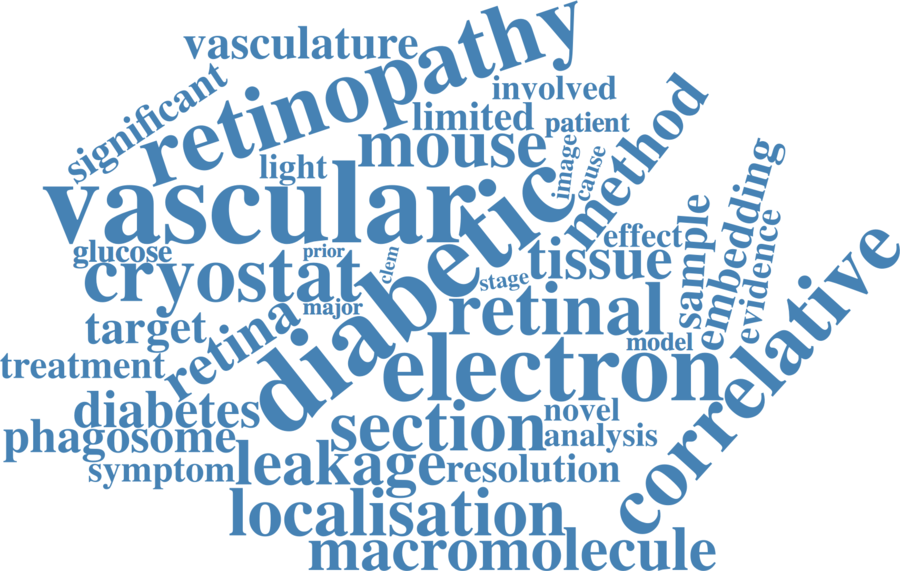 vasculature
retinopathy
significant
involved
limited
patient
method
mouse
light
image
cause
vascular
diabetic
embedding
sample
evidence
effect
glucose
prior
clem
cryostat
stage
tissue
correlative
major
retinal
target
retina
model
treatment
electron
diabetes
novel
section
phagosome
analysis
symptom
leakage
resolution
localisation
macromolecule